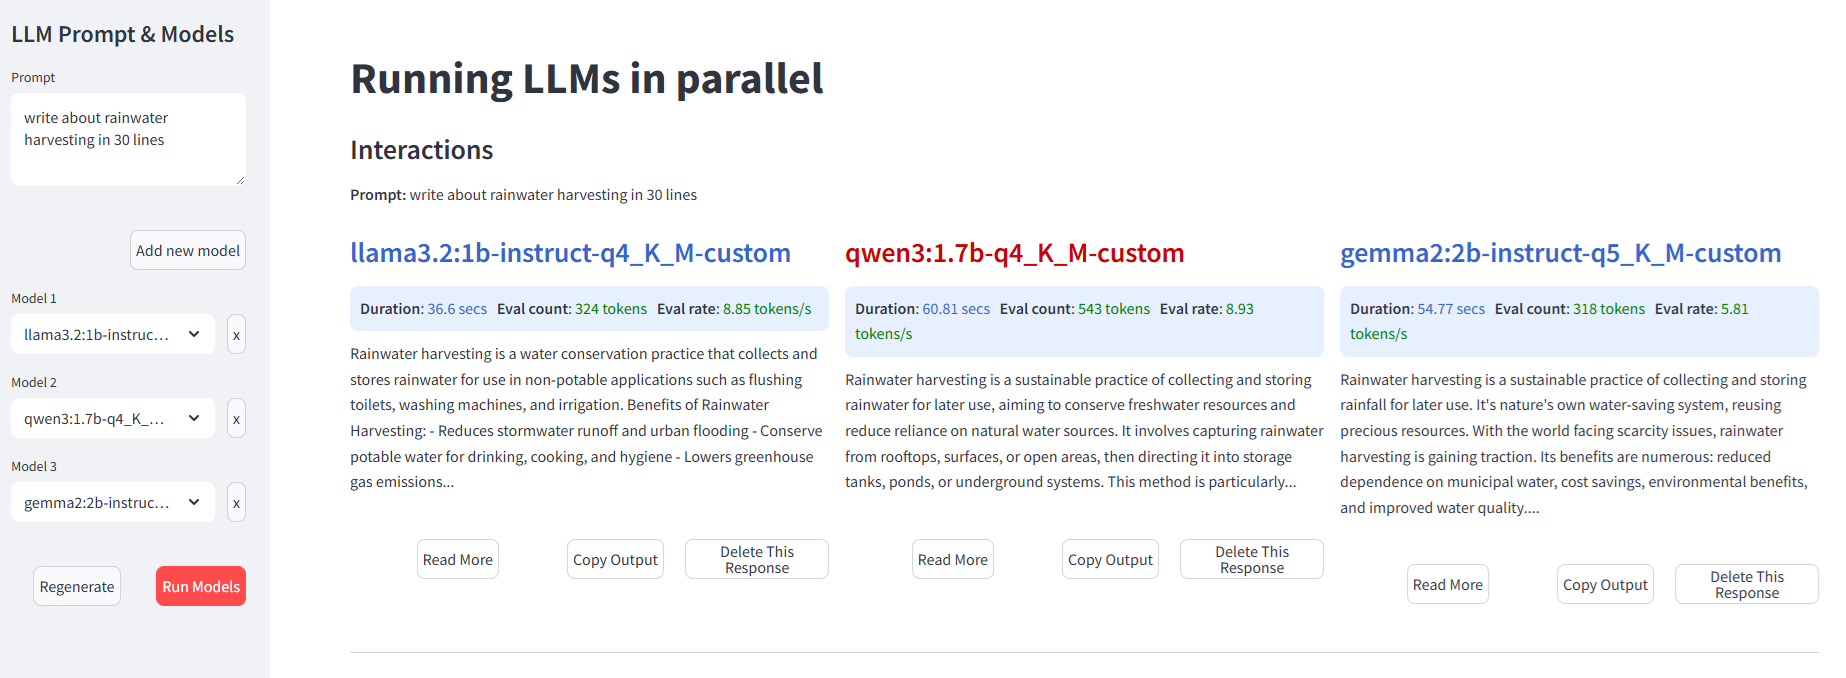 LLM Prompt & Models
Prompt
write about rainwater
harvesting in 30 lines
Add new model
Model 1
llama3.2:1b-instruc...
x
Model 2
qwen3:1.7b-q4_K_...
x
Model 3
gemma2:2b-instruc...
x
Regenerate
Run Models
Running LLMs in parallel
Interactions
Prompt: write about rainwater harvesting in 30 lines
llama3.2:1b-instruct-q4_K_M-custom
Duration: 36.6 secs Eval count: 324 tokens Eval rate: 8.85 tokens/s
Rainwater harvesting is a water conservation practice that collects and
stores rainwater for use in non-potable applications such as flushing
toilets, washing machines, and irrigation. Benefits of Rainwater
Harvesting: - Reduces stormwater runoff and urban flooding - Conserve
potable water for drinking, cooking, and hygiene - Lowers greenhouse
gas emissions...
Read More
Copy Output
Delete This
Response
qwen3:1.7b-q4_K_M-custom
Duration: 60.81 secs Eval count: 543 tokens Eval rate: 8.93
tokens/s
Rainwater harvesting is a sustainable practice of collecting and storing
rainwater for later use, aiming to conserve freshwater resources and
reduce reliance on natural water sources. It involves capturing rainwater
from rooftops, surfaces, or open areas, then directing it into storage
tanks, ponds, or underground systems. This method is particularly...
Read More
Copy Output
Delete This
Response
gemma2:2b-instruct-q5_K_M-custom
Duration: 54.77 secs Eval count: 318 tokens Eval rate: 5.81
tokens/s
Rainwater harvesting is a sustainable practice of collecting and storing
rainfall for later use. It's nature's own water-saving system, reusing
precious resources. With the world facing scarcity issues, rainwater
harvesting is gaining traction. Its benefits are numerous: reduced
dependence on municipal water, cost savings, environmental benefits,
and improved water quality....
Read More
Copy Output
Delete This
Response